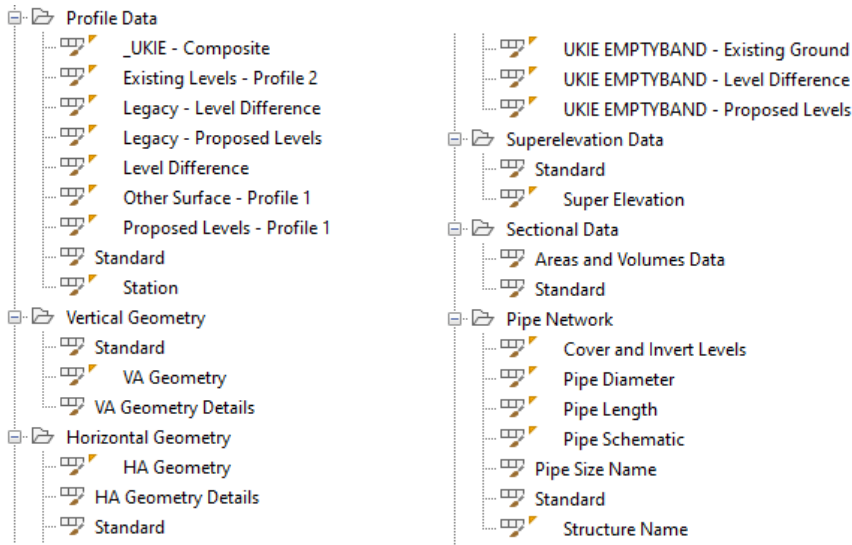 Profile Data
_UKIE - Composite
Existing Levels - Profile 2
Legacy - Level Difference
Legacy - Proposed Levels
Level Difference
Other Surface - Profile 1
Proposed Levels - Profile 1
Standard
Station
Vertical Geometry
Standard
VA Geometry
VA Geometry Details
Horizontal Geometry
HA Geometry
HA Geometry Details
Standard
UKIE EMPTYBAND - Existing Ground
UKIE EMPTYBAND - Level Difference
UKIE EMPTYBAND - Proposed Levels
Superelevation Data
Standard
Super Elevation
Sectional Data
Areas and Volumes Data
Standard
Pipe Network
Cover and Invert Levels
Pipe Diameter
Pipe Length
Pipe Schematic
Pipe Size Name
Standard
Structure Name